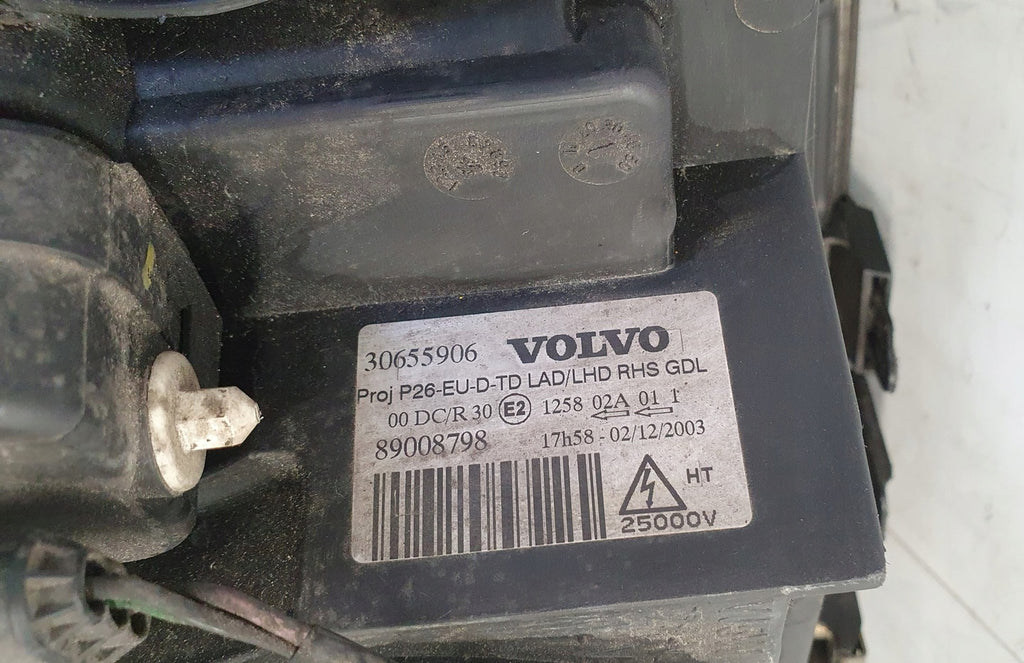 30655906 VOLVO
Proj P26-EU-D-TD LAD/LHD RHS GDL
00 DC/R 30 E2 1258 02A 01 1
89008798 17h58 - 02/12/2003
HT
25000V